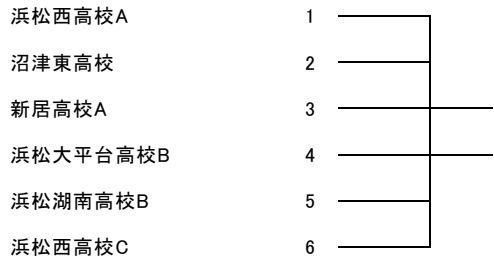 浜松西高校A 1
沼津東高校 2
新居高校A 3
浜松大平台高校B 4
浜松湖南高校B 5
浜松西高校C 6